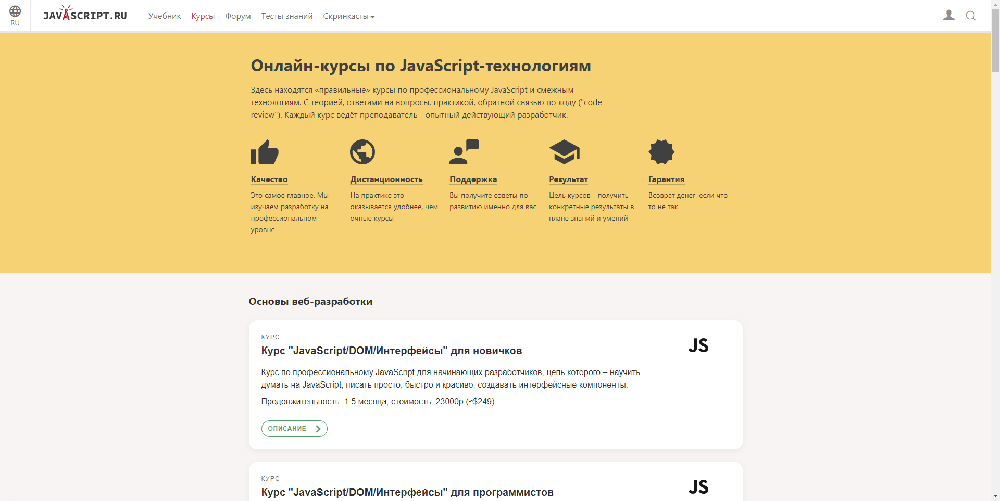 RU
JAVASCRIPT.RU
Учебник
Курсы
Форум
Тесты знаний
Скринкасты
Онлайн-курсы по JavaScript-технологиям
Здесь находятся «правильные» курсы по профессиональному JavaScript и смежным
технологиям. С теорией, ответами на вопросы, практикой, обратной связью по коду ("code
review"). Каждый курс ведёт преподаватель - опытный действующий разработчик.
Качество
Это самое главное. Мы
изучаем разработку на
профессиональном
уровне
Дистанционность
На практике это
оказывается удобнее, чем
очные курсы
Поддержка
Вы получите советы по
развитию именно для вас
Результат
Цель курсов - получить
конкретные результаты в
плане знаний и умений
Гарантия
Возврат денег, если что-
то не так
Основы веб-разработки
КУРС
Курс "JavaScript/DOM/Интерфейсы" для новичков
JS
Курс по профессиональному JavaScript для начинающих разработчиков, цель которого – научить
думать на JavaScript, писать просто, быстро и красиво, создавать интерфейсные компоненты.
Продолжительность: 1.5 месяца, стоимость: 23000р (≈$249).
ОПИСАНИЕ
КУРС
Курс "JavaScript/DOM/Интерфейсы" для программистов
JS